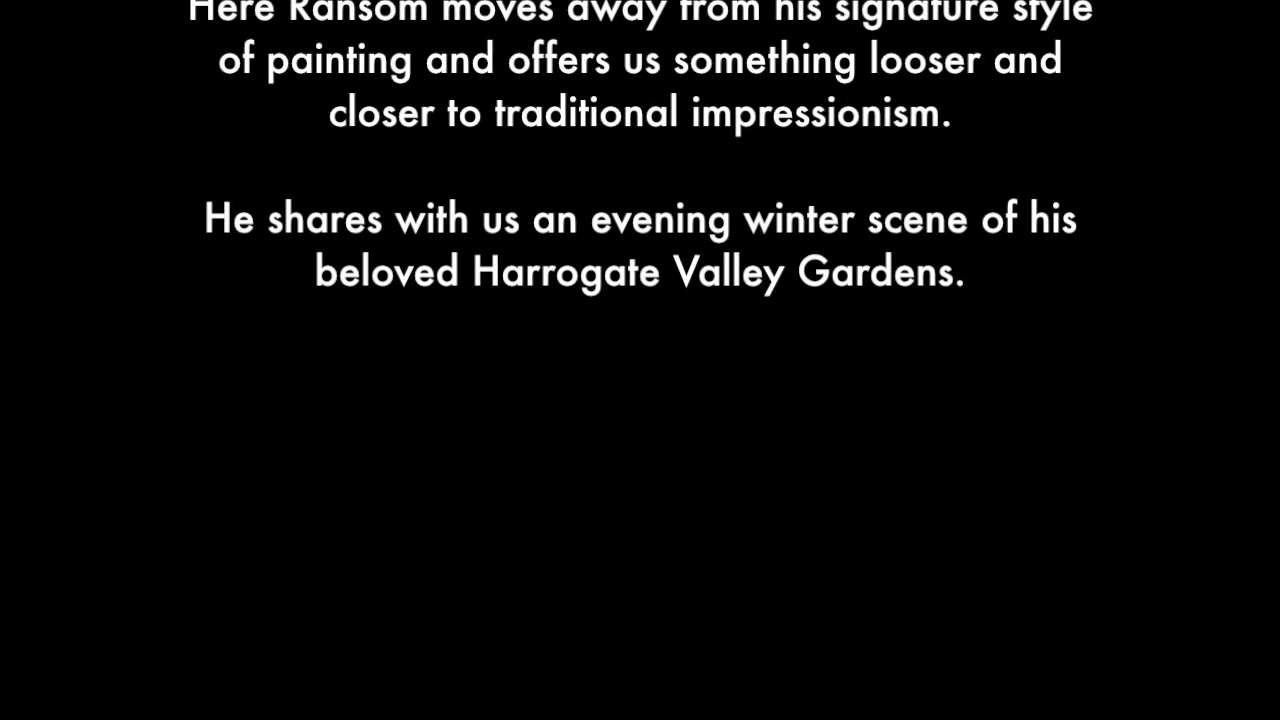 Here Ransom moves away from his signature style
of painting and offers us something looser and
closer to traditional impressionism.
He shares with us an evening winter scene of his
beloved Harrogate Valley Gardens.